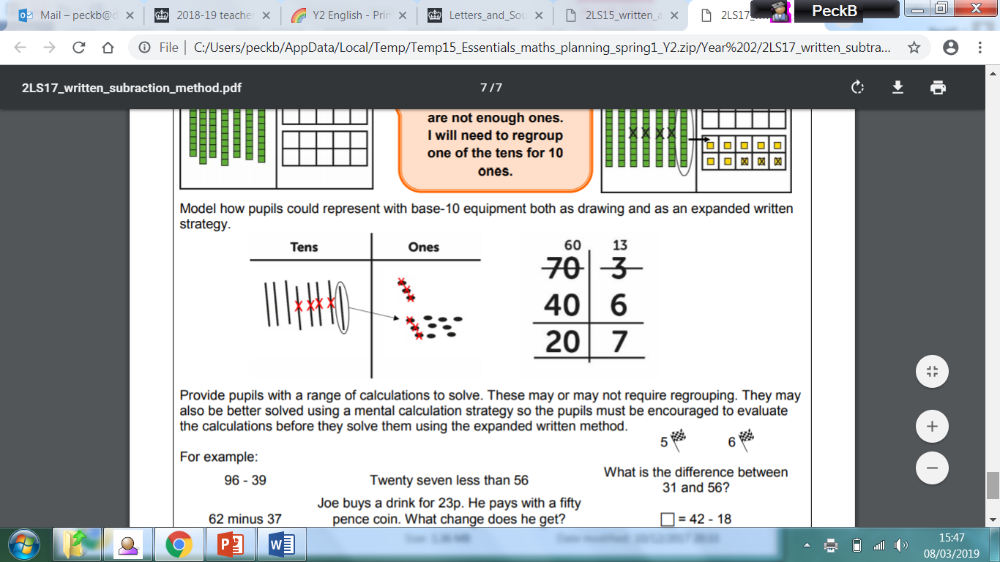 Mail – peckb@d
2018-19 teache
Y2 English - Prin
Letters_and_Sou
2LS15_written_a
2LS17_
PeckB
File | C:/Users/peckb/AppData/Local/Temp/Temp15_Essentials_maths_planning_spring1_Y2.zip/Year%202/2LS17_written_subtra...
2LS17_written_subraction_method.pdf
7 / 7
are not enough ones.
I will need to regroup
one of the tens for 10
ones.
Model how pupils could represent with base-10 equipment both as drawing and as an expanded written
strategy.
Tens Ones
60 13
70 3
40 6
20 7
Provide pupils with a range of calculations to solve. These may or may not require regrouping. They may
also be better solved using a mental calculation strategy so the pupils must be encouraged to evaluate
the calculations before they solve them using the expanded written method.
5 6
For example:
96 - 39
Twenty seven less than 56
What is the difference between
31 and 56?
62 minus 37
Joe buys a drink for 23p. He pays with a fifty
pence coin. What change does he get?
= 42 - 18
15:47
08/03/2019